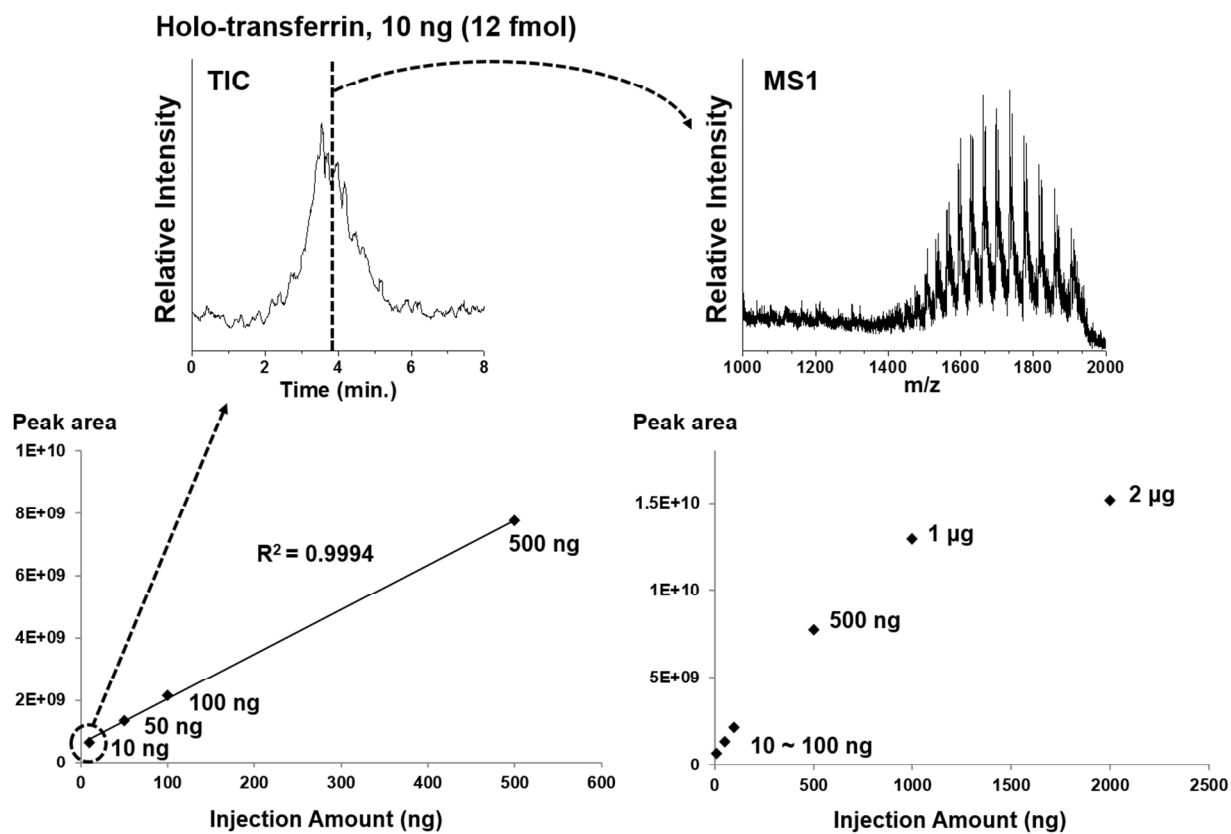 Holo-transferrin, 10 ng (12 fmol)
TIC
Relative Intensity
0 2 4 6 8
Time (min.)
MS1
Relative Intensity
1000 1200 1400 1600 1800 2000
m/z
Peak area
1E+10
8E+09
6E+09
4E+09
2E+09
0
R2 = 0.9994
500 ng
100 ng
50 ng
10 ng
0 100 200 300 400 500 600
Injection Amount (ng)
Peak area
1.5E+10
1E+10
5E+09
0
2 µg
1 µg
500 ng
10 ~ 100 ng
0 500 1000 1500 2000 2500
Injection Amount (ng)